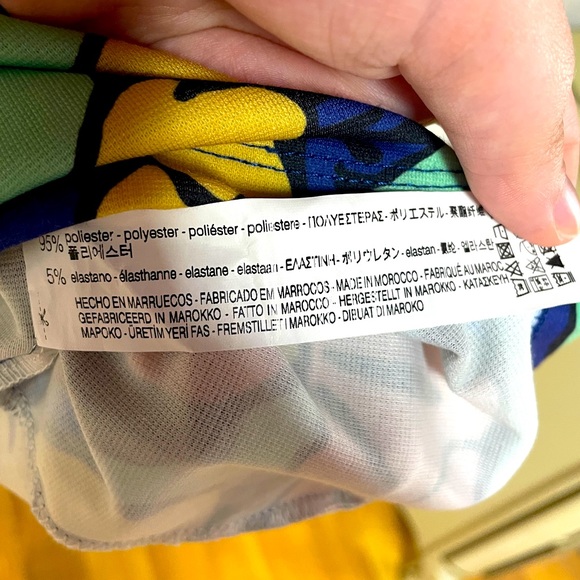 95% poliester - polyester - poliéster - poliestere - ΠΟΛΥΕΣΤΕΡΑΣ - ポリエステル - 聚酯纤维
폴리에스터
5% elastano - élasthanne - elastane - elastaan - ΕΛΑΣΤΙΝΗ - ポリウレタン - elastan - 氨纶 - 엘라스틴
HECHO EN MARRUECOS - FABRICADO EM MARROCOS - MADE IN MOROCCO - FABRIQUÉ AU MAROC
GEFABRICEERD IN MAROKKO - FATTO IN MAROCCO - HERGESTELLT IN MAROKKO - ΚΑΤΑΣΚΕΥΗ
ΜΑΡΟΚΟ - ÜRETİM YERİ FAS - FREMSTILLET I MAROKKO - DIBUAT DI MAROKO